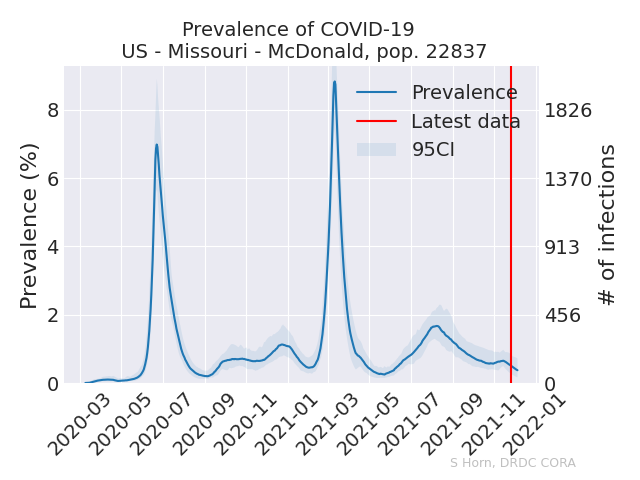 Prevalence of COVID-19
US - Missouri - McDonald, pop. 22837
Prevalence
Latest data
95CI
Prevalence (%)
8
6
4
2
0
1826
1370
913
456
0
# of infections
2020-03
2020-05
2020-07
2020-09
2020-11
2021-01
2021-03
2021-05
2021-07
2021-09
2021-11
2022-01
S Horn, DRDC CORA